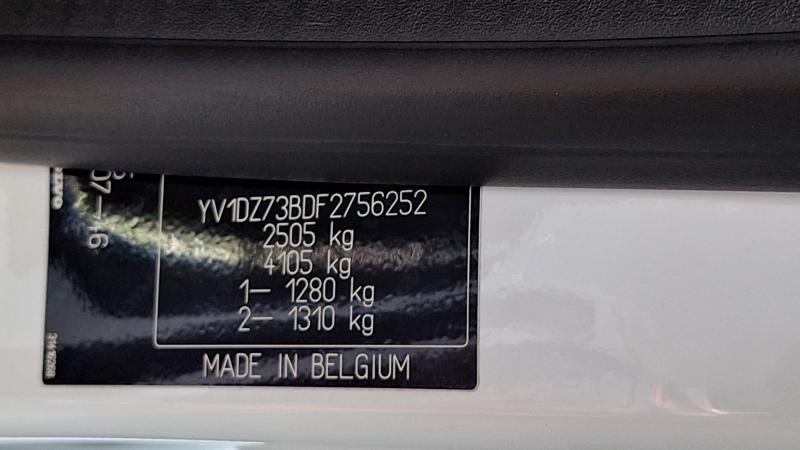 YV1DZ73BDF2756252
2505 kg
4105 kg
1— 1280 kg
2— 1310 kg
MADE IN BELGIUM